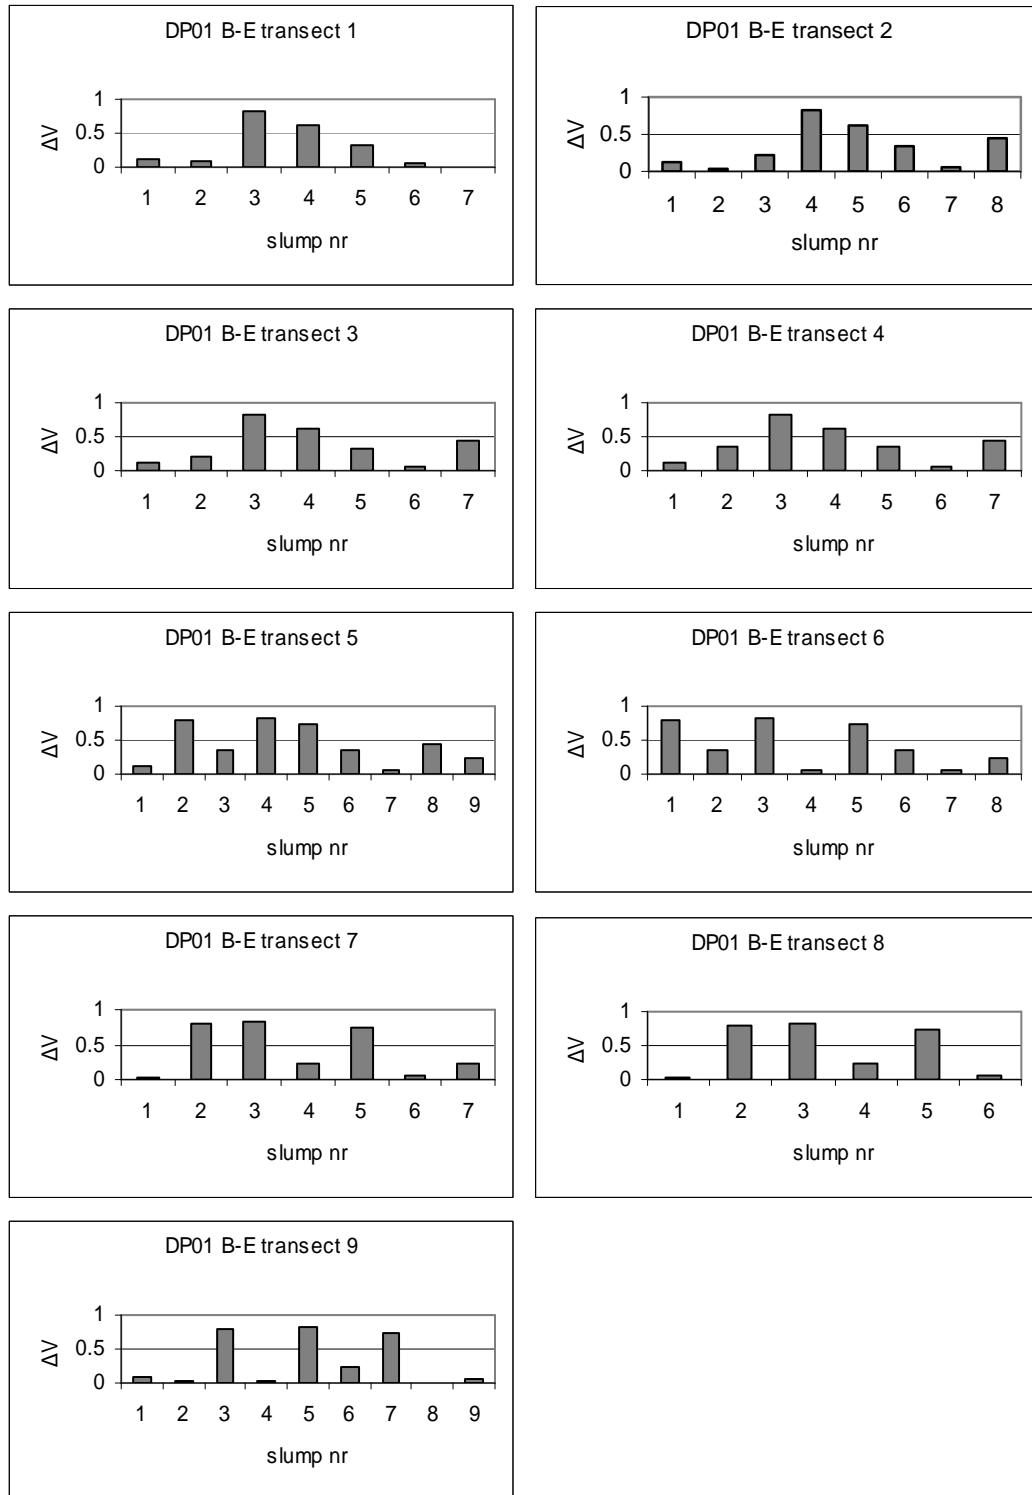 DP01 B-E transect 1
1
0.5
0
ΔV
1 2 3 4 5 6 7
slump nr
DP01 B-E transect 2
1
0.5
0
ΔV
1 2 3 4 5 6 7 8
slump nr
DP01 B-E transect 3
1
0.5
0
ΔV
1 2 3 4 5 6 7
slump nr
DP01 B-E transect 4
1
0.5
0
ΔV
1 2 3 4 5 6 7
slump nr
DP01 B-E transect 5
1
0.5
0
ΔV
1 2 3 4 5 6 7 8 9
slump nr
DP01 B-E transect 6
1
0.5
0
ΔV
1 2 3 4 5 6 7 8
slump nr
DP01 B-E transect 7
1
0.5
0
ΔV
1 2 3 4 5 6 7
slump nr
DP01 B-E transect 8
1
0.5
0
ΔV
1 2 3 4 5 6
slump nr
DP01 B-E transect 9
1
0.5
0
ΔV
1 2 3 4 5 6 7 8 9
slump nr